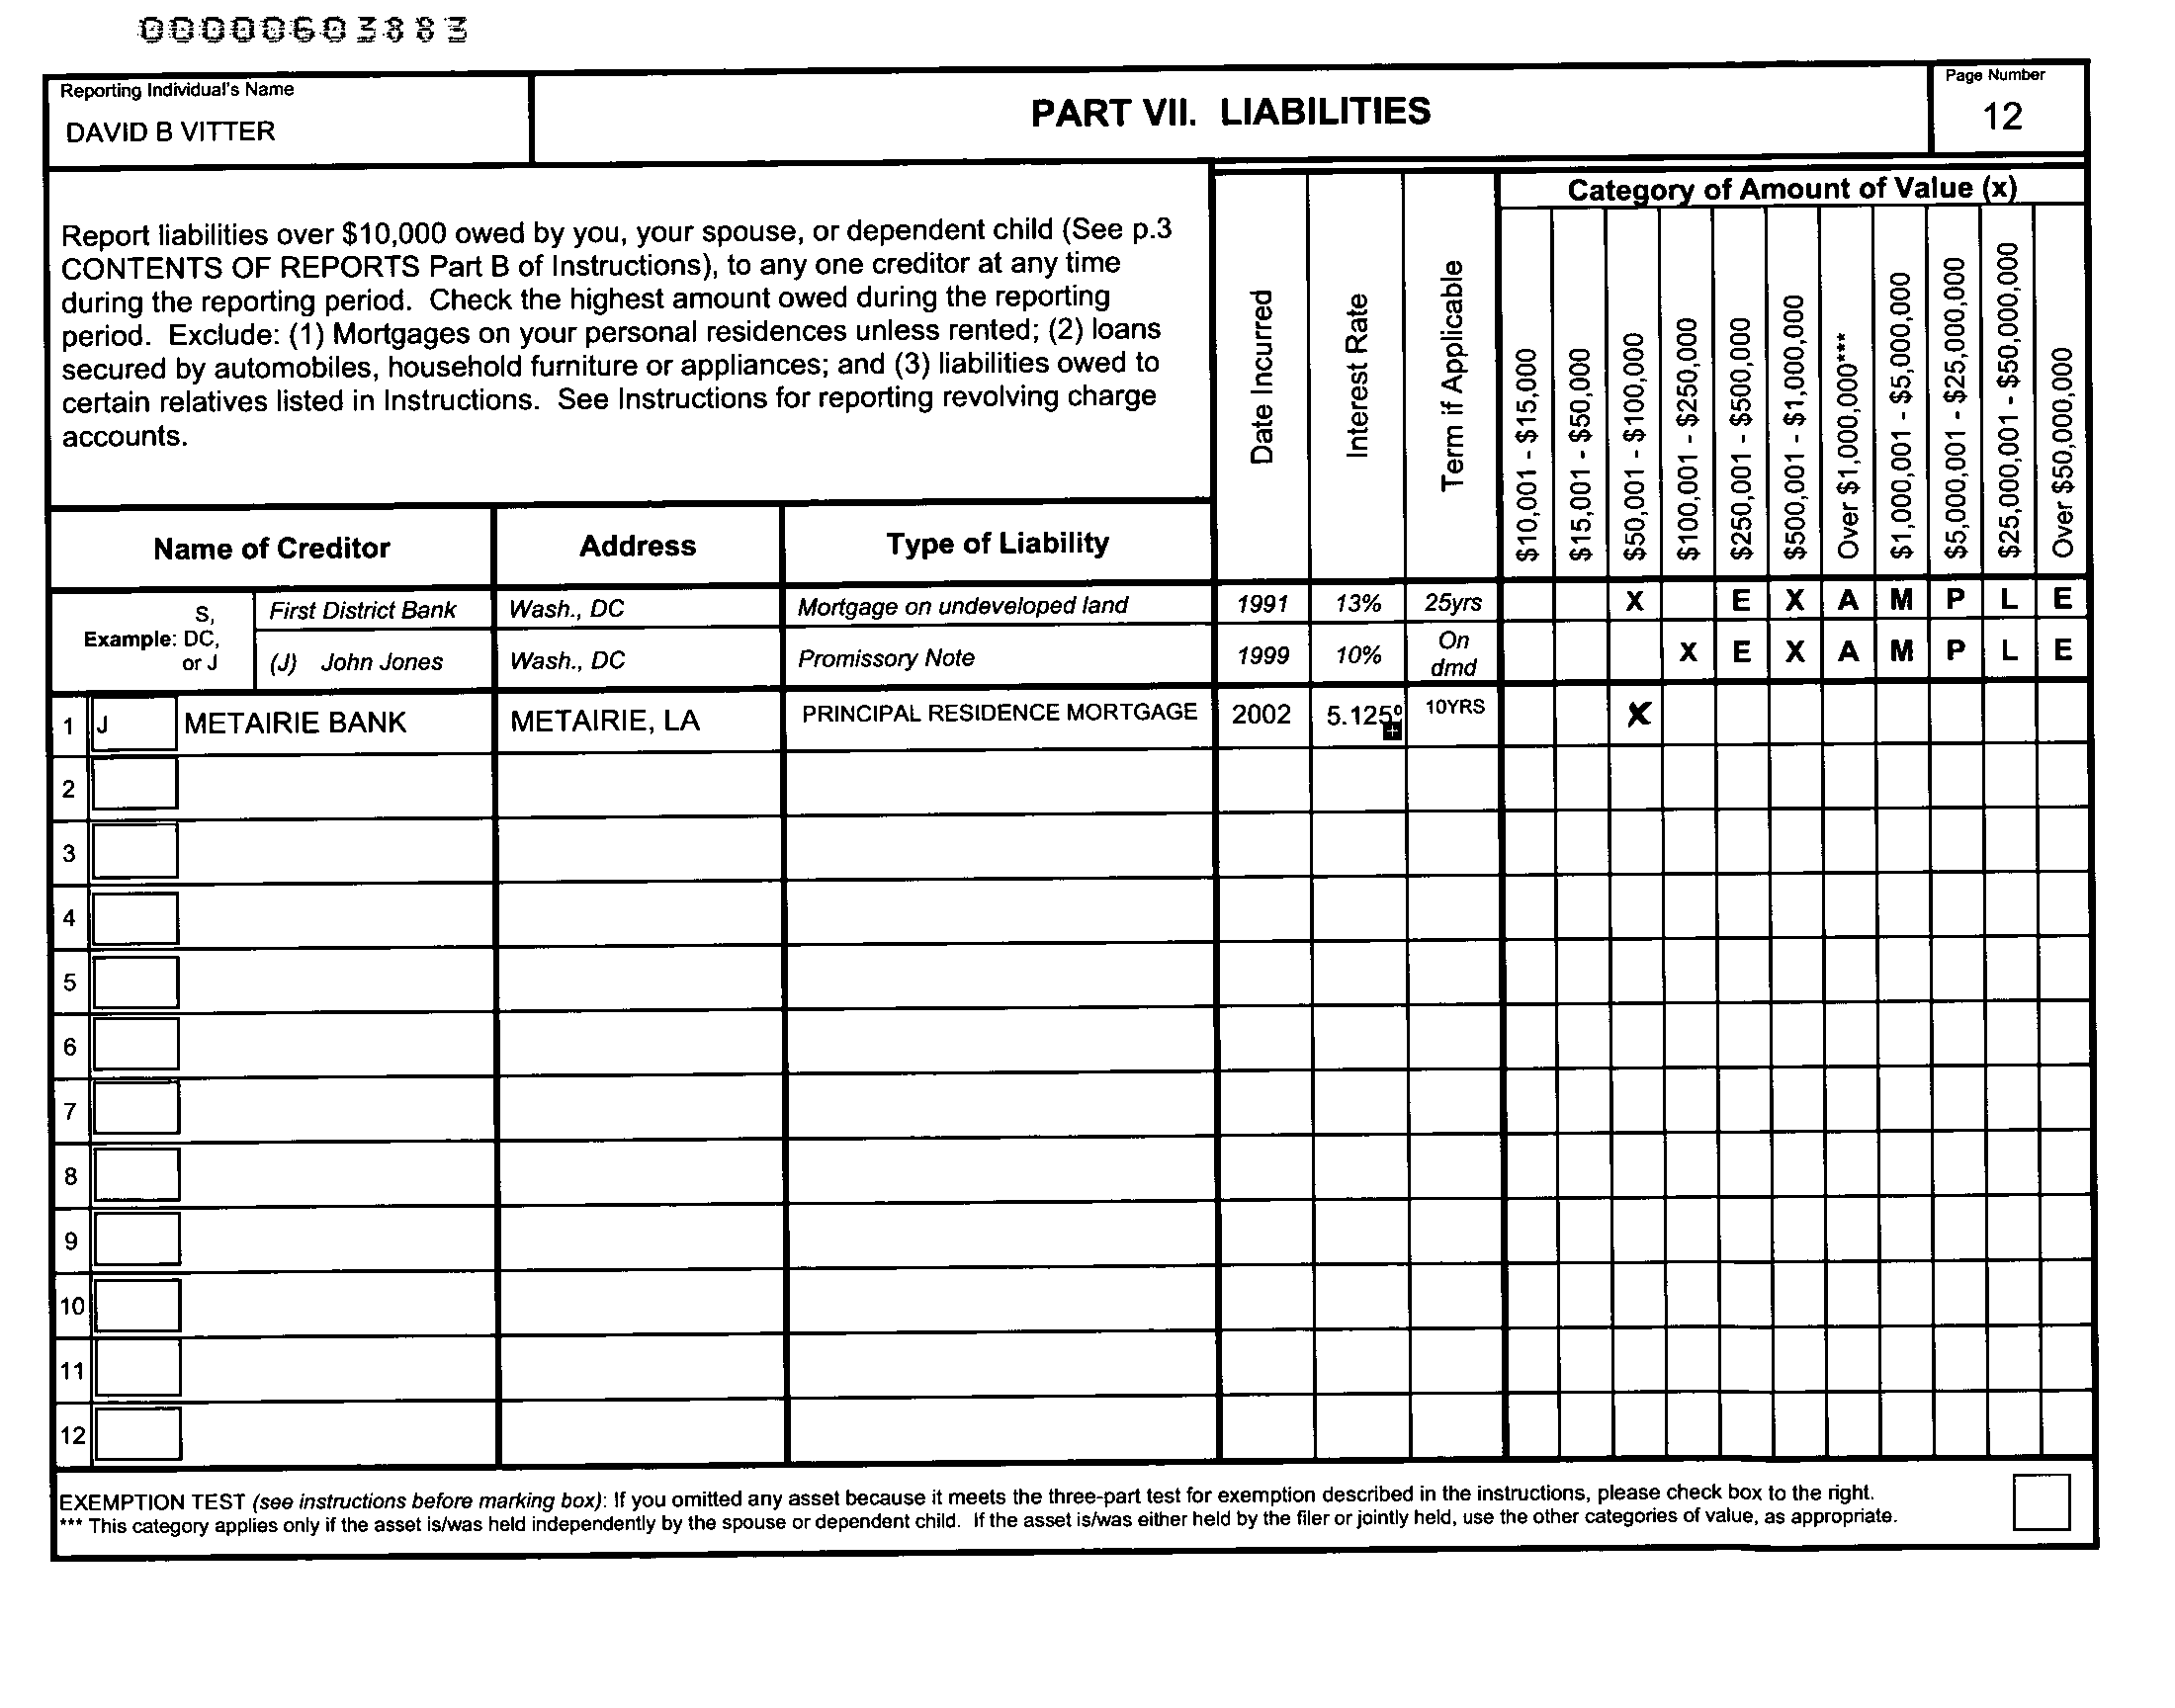 00000603883
Reporting Individual's Name
DAVID B VITTER
PART VII. LIABILITIES
Page Number
12
Report liabilities over $10,000 owed by you, your spouse, or dependent child (See p.3
CONTENTS OF REPORTS Part B of Instructions), to any one creditor at any time
during the reporting period. Check the highest amount owed during the reporting
period. Exclude: (1) Mortgages on your personal residences unless rented; (2) loans
secured by automobiles, household furniture or appliances; and (3) liabilities owed to
certain relatives listed in Instructions. See Instructions for reporting revolving charge
accounts.
Date Incurred
Interest Rate
Term if Applicable
Category of Amount of Value (x)
$10,001 - $15,000
$15,001 - $50,000
$50,001 - $100,000
$100,001 - $250,000
$250,001 - $500,000
$500,001 - $1,000,000
Over $1,000,000***
$1,000,001 - $5,000,000
$5,000,001 - $25,000,000
$25,000,001 - $50,000,000
Over $50,000,000
Name of Creditor Address Type of Liability
Example: S, DC, or J
First District Bank Wash., DC Mortgage on undeveloped land 1991 13% 25yrs X E X A M P L E
(J) John Jones Wash., DC Promissory Note 1999 10% On dmd X E X A M P L E
1 J METAIRIE BANK METAIRIE, LA PRINCIPAL RESIDENCE MORTGAGE 2002 5.125 10YRS X
2
3
4
5
6
7
8
9
10
11
12
EXEMPTION TEST (see instructions before marking box): If you omitted any asset because it meets the three-part test for exemption described in the instructions, please check box to the right.
*** This category applies only if the asset is/was held independently by the spouse or dependent child. If the asset is/was either held by the filer or jointly held, use the other categories of value, as appropriate.